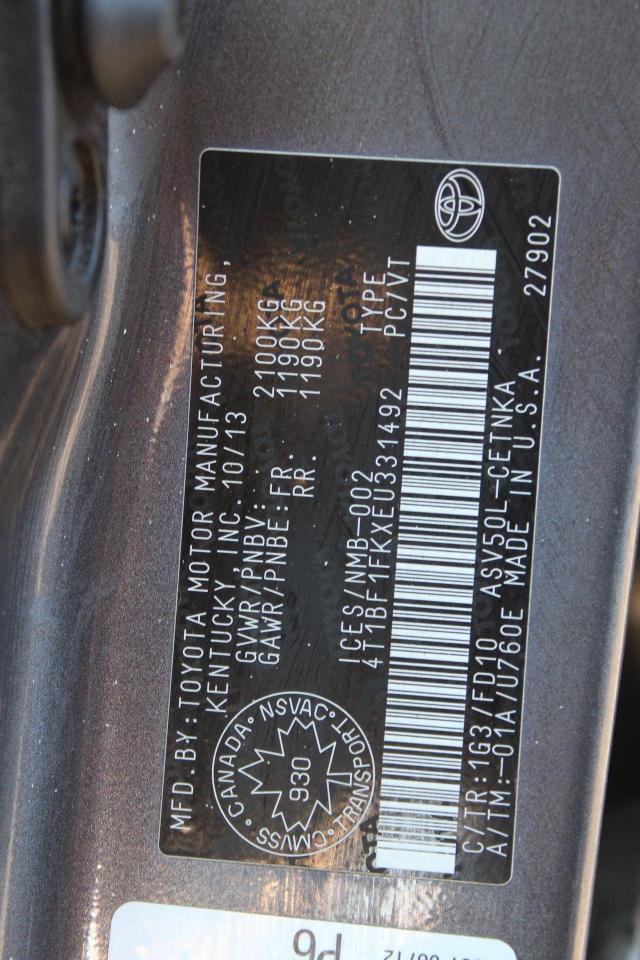 MFD.BY:TOYOTA MOTOR MANUFACTURING,
KENTUCKY, INC. 10/13
GVWR/PNBV: 2100KG
GAWR/PNBE:FR. 1190KG
RR. 1190KG
CANADA • NSVAC • TRANSPORT • CMVSS •
930
ICES/NMB-002 TYPE
4T1BF1FKXEU331492 PC/VT
C/TR:1G3/FD10 ASV50L-CETNKA
A/TM:-01A/U760E MADE IN U.S.A. 27902